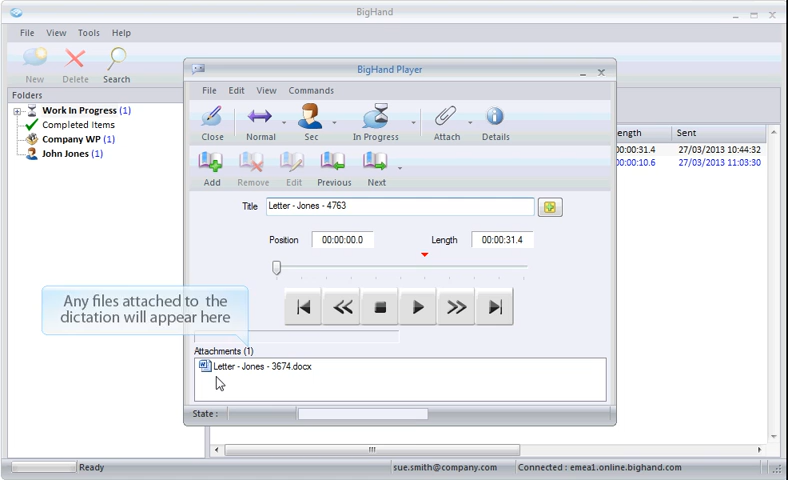 BigHand
File View Tools Help
New Delete Search
Folders
Work In Progress (1)
Completed Items
Company WP (1)
John Jones (1)
ength Sent
00:00:31.4 27/03/2013 10:44:32
00:00:10.6 27/03/2013 11:03:30
BigHand Player
File Edit View Commands
Close Normal Sec In Progress Attach Details
Add Remove Edit Previous Next
Title Letter - Jones - 4763
Position 00:00:00.0 Length 00:00:31.4
Any files attached to the
dictation will appear here
Attachments (1)
Letter - Jones - 3674.docx
State :
Ready sue.smith@company.com Connected : emea1.online.bighand.com